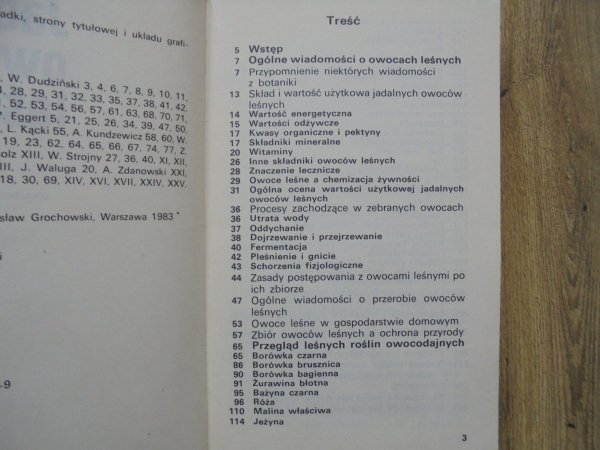 adki, strony tytułowej i układu grafi-
W. Dudziński 3, 4, 6, 7, 8, 9, 10, 11,
28, 29, 31, 32, 33, 35, 37, 38, 41, 42,
51, 52, 53, 54, 56, 57, 61, 63, 68, 70, 71,
Eggert 5, 21, 25, 26, 34, 39, 47, 50,
L. Kącki 55, A. Kundzewicz 58, 60, W.
19, 23, 62, 64, 65, 66, 67, 74, 77, Z.
olz XIII, W. Strojny 27, 36, 40, XI, XII,
III, J. Waluga 20, A. Zdanowski XXI,
18, 30, 69, XIV, XVI, XVII, XXIV, XXV,
sław Grochowski, Warszawa 1983
-9
Treść
5 Wstęp
7 Ogólne wiadomości o owocach leśnych
7 Przypomnienie niektórych wiadomości
z botaniki
13 Skład i wartość użytkowa jadalnych owoców
leśnych
14 Wartość energetyczna
15 Wartości odżywcze
17 Kwasy organiczne i pektyny
17 Składniki mineralne
20 Witaminy
26 Inne składniki owoców leśnych
28 Znaczenie lecznicze
29 Owoce leśne a chemizacja żywności
31 Ogólna ocena wartości użytkowej jadalnych
owoców leśnych
36 Procesy zachodzące w zebranych owocach
36 Utrata wody
37 Oddychanie
38 Dojrzewanie i przejrzewanie
40 Fermentacja
42 Pleśnienie i gnicie
43 Schorzenia fizjologiczne
44 Zasady postępowania z owocami leśnymi po
ich zbiorze
47 Ogólne wiadomości o przerobie owoców
leśnych
53 Owoce leśne w gospodarstwie domowym
57 Zbiór owoców leśnych a ochrona przyrody
65 Przegląd leśnych roślin owocodajnych
65 Borówka czarna
86 Borówka brusznica
90 Borówka bagienna
91 Żurawina błotna
95 Bażyna czarna
96 Róża
110 Malina właściwa
114 Jeżyna
3